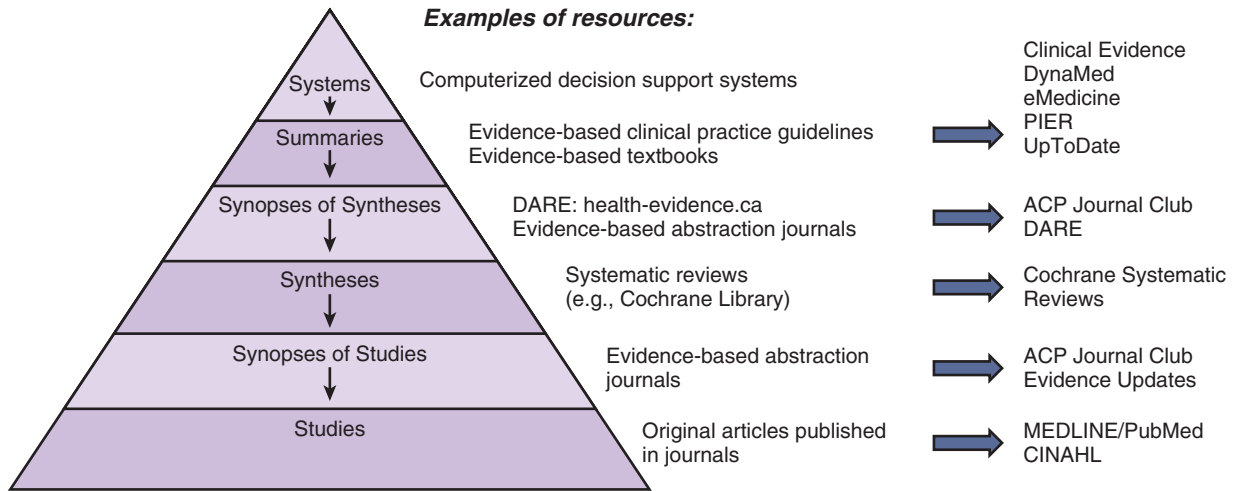 Examples of resources:
Systems
Computerized decision support systems
Clinical Evidence
DynaMed
eMedicine
PIER
UpToDate
Summaries
Evidence-based clinical practice guidelines
Evidence-based textbooks
Synopses of Syntheses
DARE: health-evidence.ca
Evidence-based abstraction journals
ACP Journal Club
DARE
Syntheses
Systematic reviews
(e.g., Cochrane Library)
Cochrane Systematic
Reviews
Synopses of Studies
Evidence-based abstraction
journals
ACP Journal Club
Evidence Updates
Studies
Original articles published
in journals
MEDLINE/PubMed
CINAHL